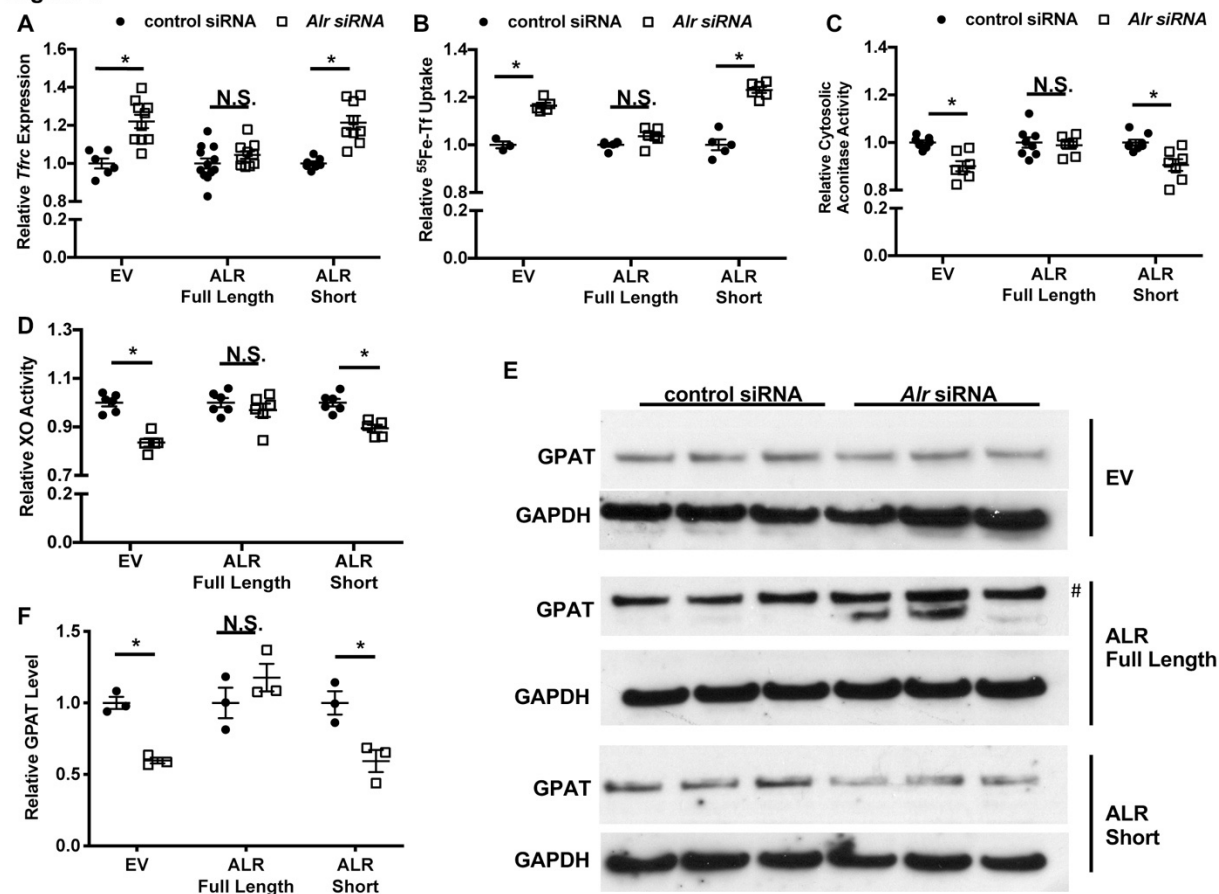 A
● control siRNA □ Alr siRNA
Relative Trfc Expression
1.6
1.4
1.2
1.0
0.8
0.2
0.0
*
N.S.
*
EV
ALR
Full Length
ALR
Short
B
● control siRNA □ Alr siRNA
Relative ⁵⁵Fe-Tf Uptake
1.4
1.2
1.0
0.8
0.2
0.0
*
N.S.
*
EV
ALR
Full Length
ALR
Short
C
● control siRNA □ Alr siRNA
Relative Cytosolic
Aconitase Activity
1.4
1.2
1.0
0.8
0.2
0.0
*
N.S.
*
EV
ALR
Full Length
ALR
Short
D
Relative XO Activity
1.3
1.1
0.9
0.7
0.2
0.0
*
N.S.
*
EV
ALR
Full Length
ALR
Short
E
control siRNA Alr siRNA
GPAT
GAPDH
EV
GPAT
#
GAPDH
ALR
Full Length
GPAT
GAPDH
ALR
Short
F
Relative GPAT Level
1.5
1.0
0.5
0.0
*
N.S.
*
EV
ALR
Full Length
ALR
Short